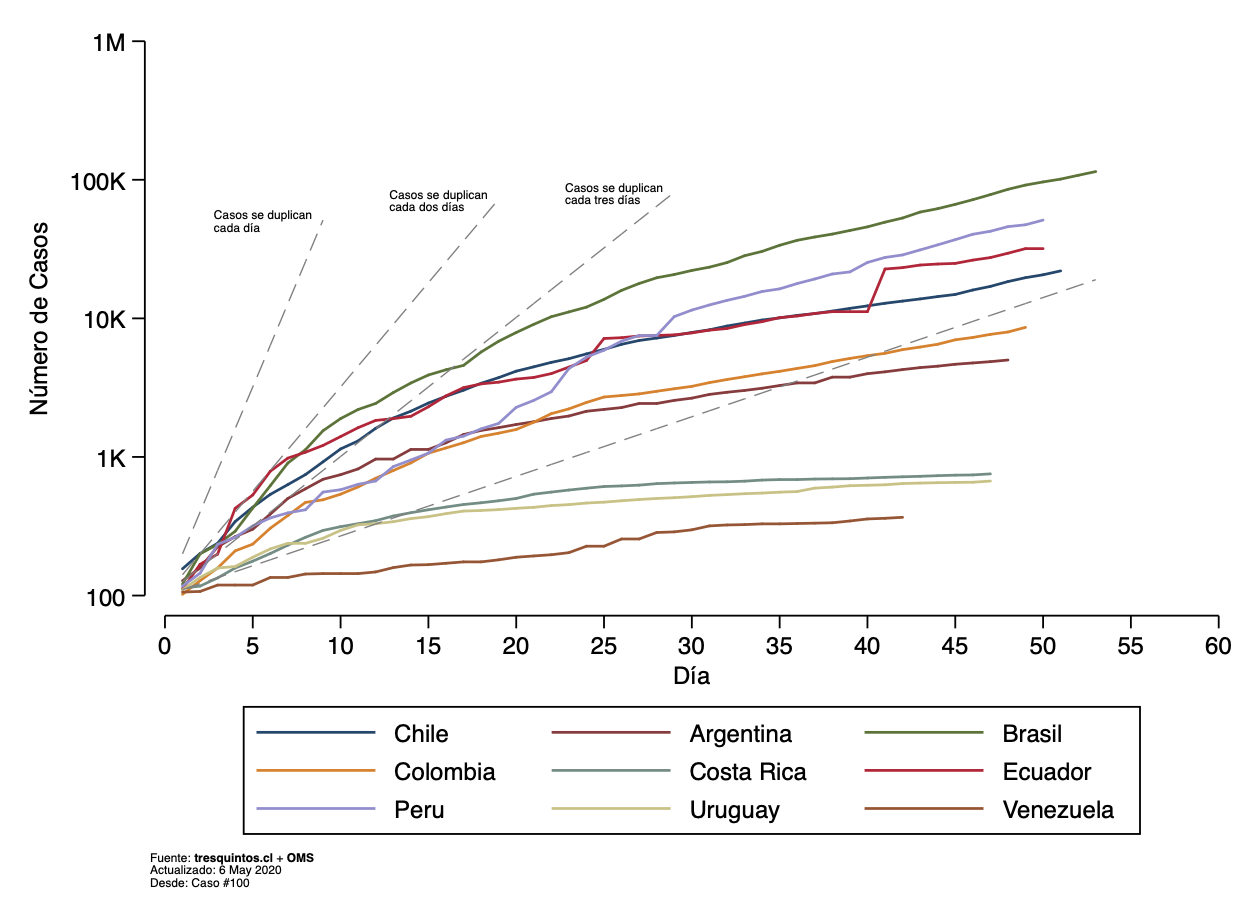 1M
100K
10K
1K
100
Número de Casos
Casos se duplican
cada día
Casos se duplican
cada dos días
Casos se duplican
cada tres días
0 5 10 15 20 25 30 35 40 45 50 55 60
Día
Chile Argentina Brasil
Colombia Costa Rica Ecuador
Peru Uruguay Venezuela
Fuente: tresquintos.cl + OMS
Actualizado: 6 May 2020
Desde: Caso #100